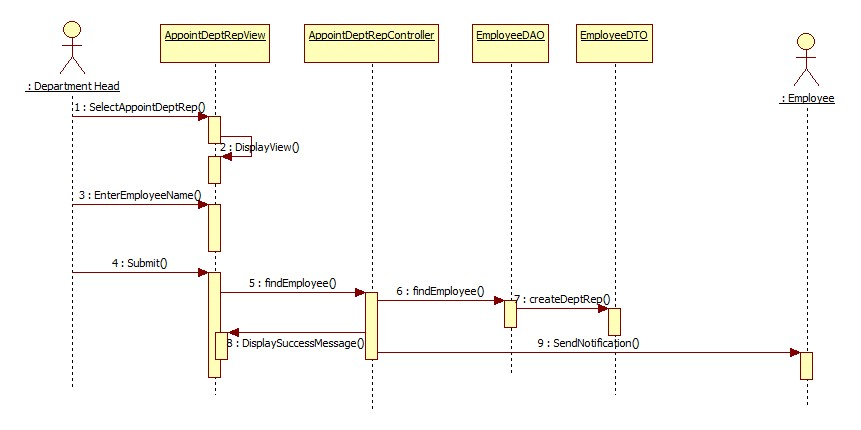 AppointDeptRepView
AppointDeptRepController
EmployeeDAO
EmployeeDTO
: Department Head
: Employee
1 : SelectAppointDeptRep()
2 : DisplayView()
3 : EnterEmployeeName()
4 : Submit()
5 : findEmployee()
6 : findEmployee()
7 : createDeptRep()
8 : DisplaySuccessMessage()
9 : SendNotification()